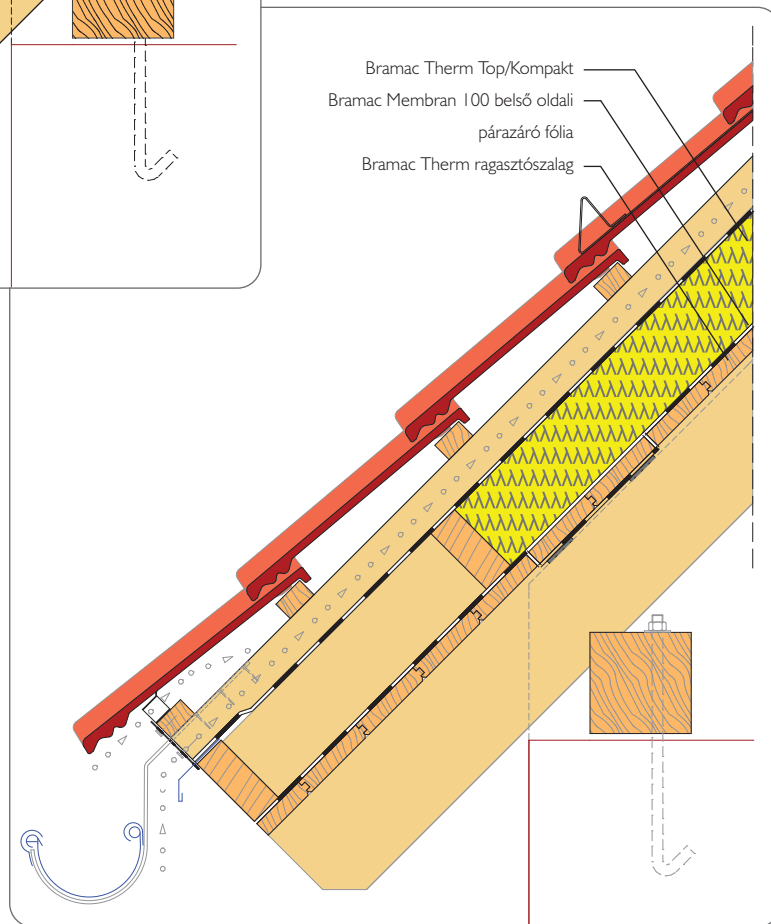 Bramac Therm Top/Kompakt
Bramac Membran 100 belső oldali
párazáró fólia
Bramac Therm ragasztószalag